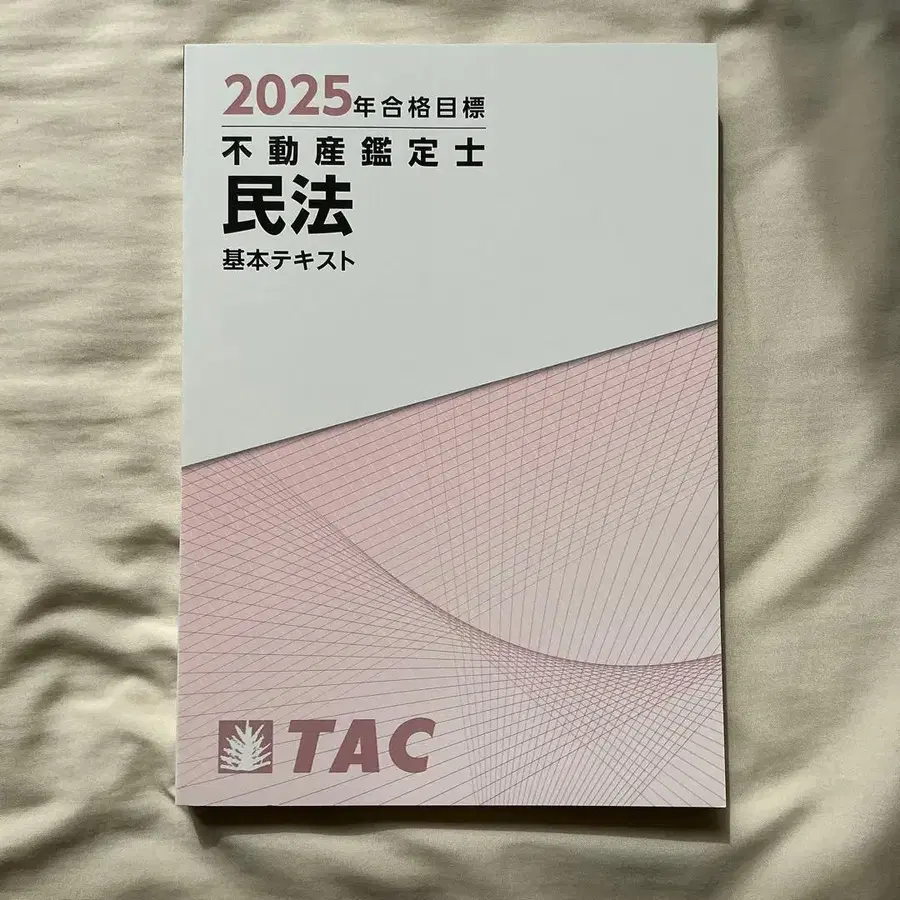 2025年合格目標
不動産鑑定士
民法
基本テキスト
TAC